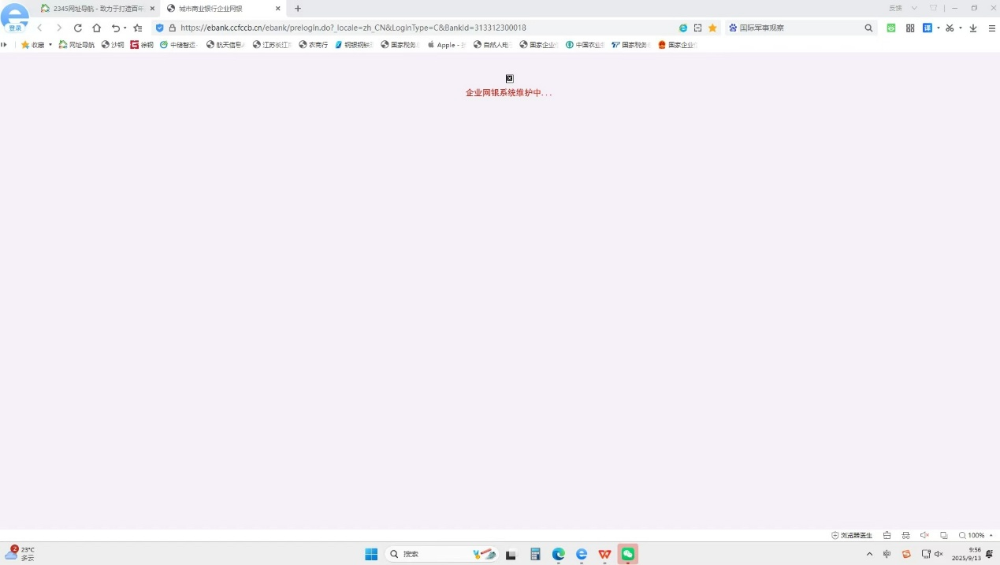 2345网址导航 - 致力于打造百年
城市商业银行企业网银
反馈
登录
https://ebank.ccfccb.cn/ebank/prelogin.do?_locale=zh_CN&LoginType=C&BankId=313312300018
国际军事观察
译
收藏
网址导航
沙钢
徐钢
中储智运
航天信息
江苏长江
农商行
钢银钢铁
国家税务
Apple -
自然人电
国家企业
中国农业
国家税务
国家企业
企业网银系统维护中...
浏览器医生
100%
2
23°C
多云
搜索
中
9:56
2025/9/13